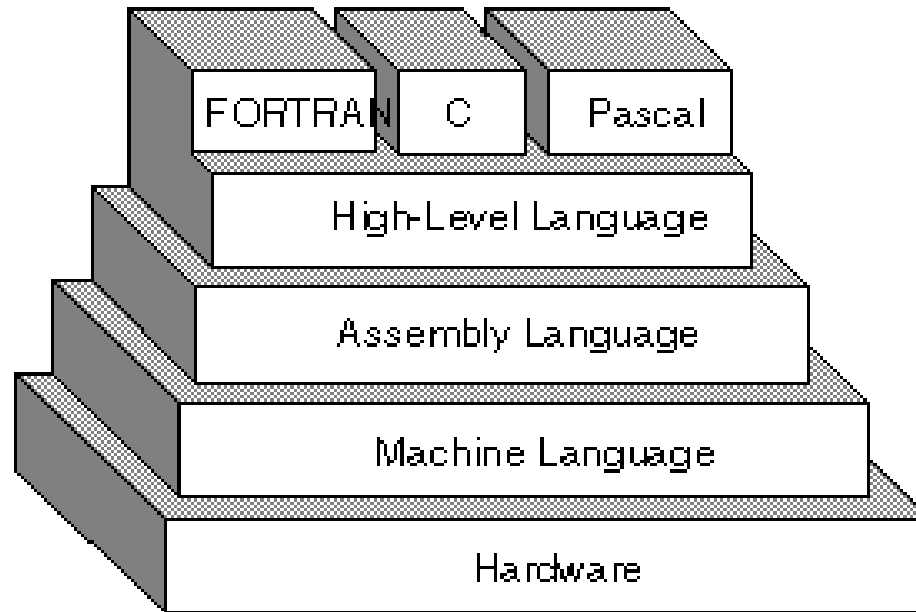 FORTRAN C Pascal
High-Level Language
Assembly Language
Machine Language
Hardware